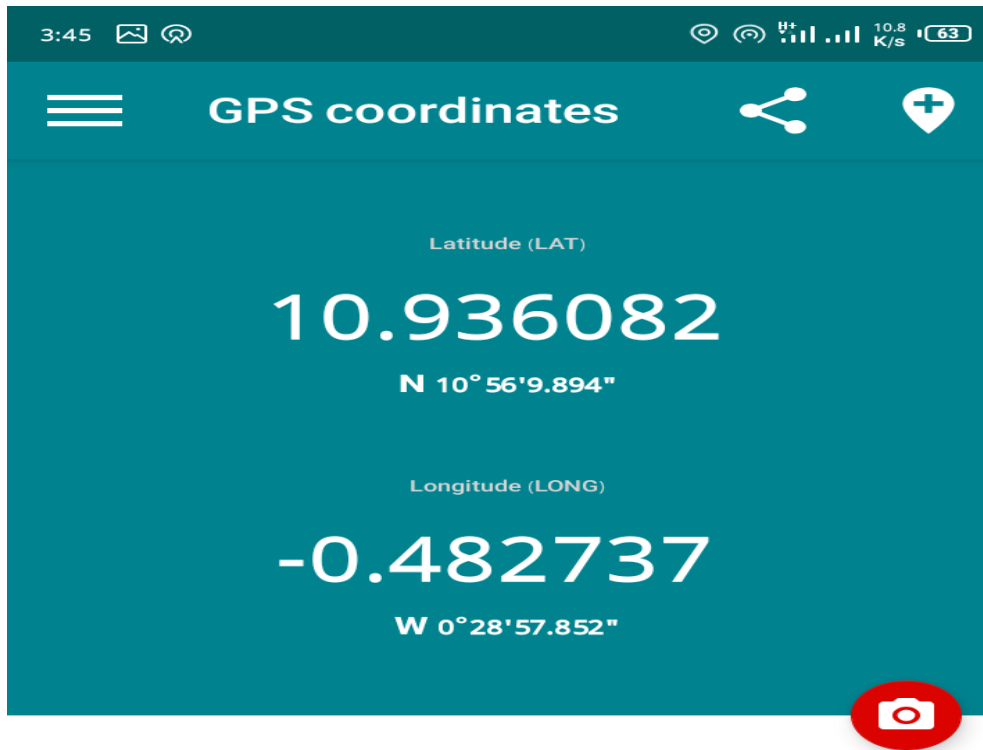 3:45 H+ 10.8 K/s 63
GPS coordinates
Latitude (LAT)
10.936082
N 10°56'9.894"
Longitude (LONG)
-0.482737
W 0°28'57.852"